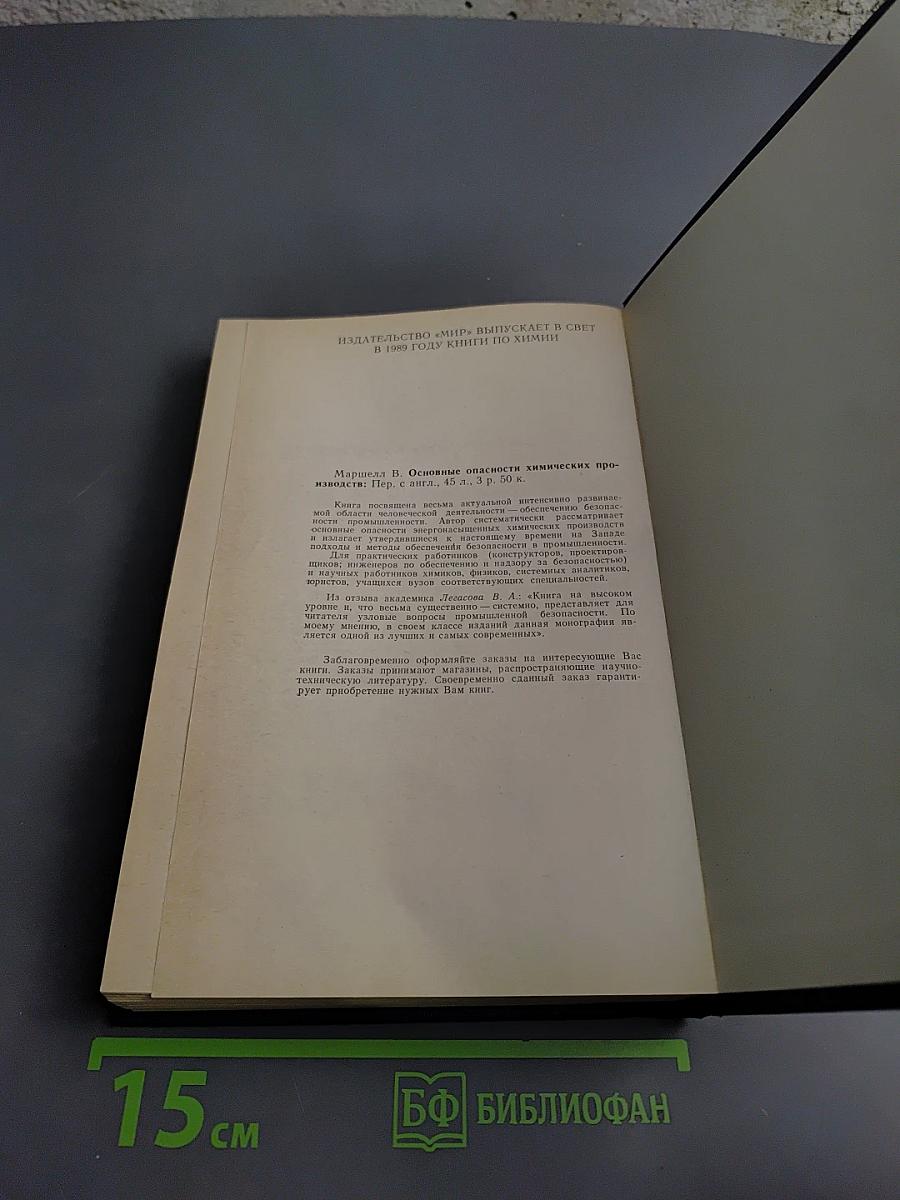 ИЗДАТЕЛЬСТВО «МИР» ВЫПУСКАЕТ В СВЕТ
В 1989 ГОДУ КНИГИ ПО ХИМИИ
Маршелл В. Основные опасности химических про-
изводств: Пер. с англ., 45 л., 3 р. 50 к.
Книга посвящена весьма актуальной интенсивно развивае-
мой области человеческой деятельности — обеспечению безопас-
ности промышленности. Автор систематически рассматривает
основные опасности энергонасыщенных химических производств
и излагает утвердившиеся к настоящему времени на Западе
подходы и методы обеспечения безопасности в промышленности.
Для практических работников (конструкторов, проектиров-
щиков; инженеров по обеспечению и надзору за безопасностью)
и научных работников химиков, физиков, системных аналитиков,
юристов, учащихся вузов соответствующих специальностей.
Из отзыва академика Легасова В. А.: «Книга на высоком
уровне и, что весьма существенно — системно, представляет для
читателя узловые вопросы промышленной безопасности. По
моему мнению, в своем классе изданий данная монография яв-
ляется одной из лучших и самых современных».
Заблаговременно оформляйте заказы на интересующие Вас
книги. Заказы принимают магазины, распространяющие научно-
техническую литературу. Своевременно сданный заказ гаранти-
рует приобретение нужных Вам книг.
15 см
БФ БИБЛИОФАН